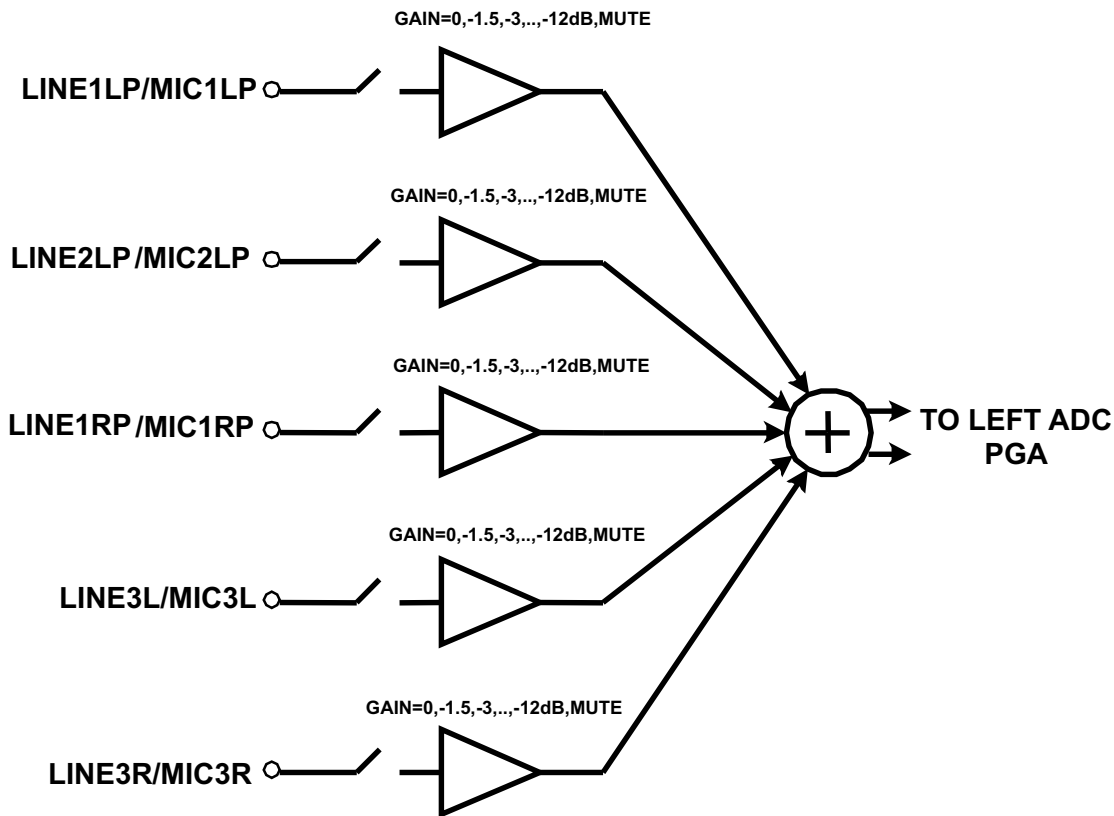 GAIN=0,-1.5,-3,..,-12dB,MUTE
LINE1LP/MIC1LP
GAIN=0,-1.5,-3,..,-12dB,MUTE
LINE2LP/MIC2LP
GAIN=0,-1.5,-3,..,-12dB,MUTE
LINE1RP/MIC1RP
TO LEFT ADC
PGA
GAIN=0,-1.5,-3,..,-12dB,MUTE
LINE3L/MIC3L
GAIN=0,-1.5,-3,..,-12dB,MUTE
LINE3R/MIC3R